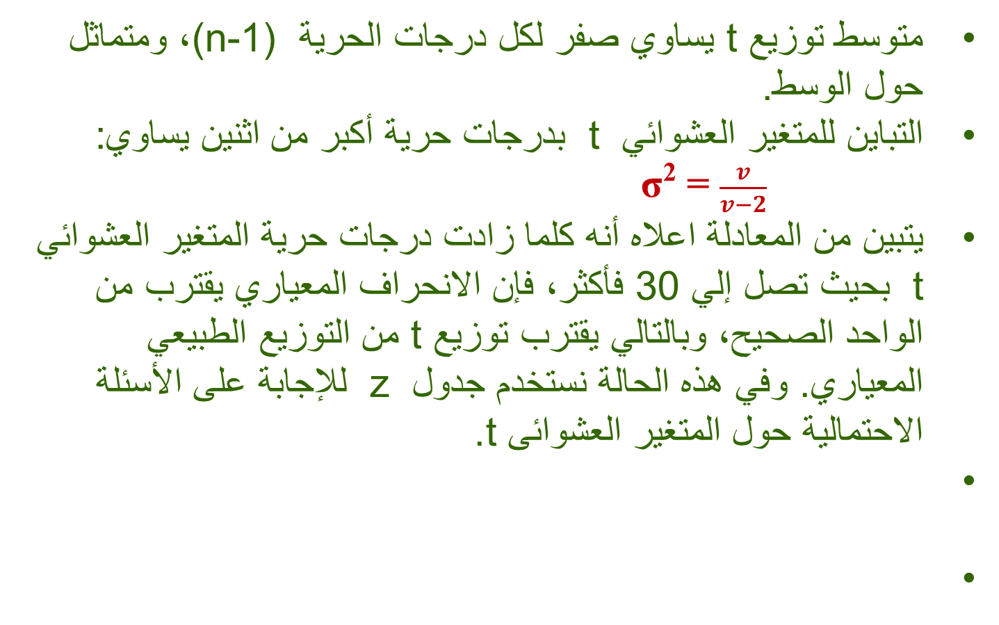 • متوسط توزيع t يساوي صفر لكل درجات الحرية (n-1)، ومتماثل
حول الوسط.
• التباين للمتغير العشوائي t بدرجات حرية أكبر من اثنين يساوي:
σ² = v/(v−2)
• يتبين من المعادلة اعلاه أنه كلما زادت درجات حرية المتغير العشوائي
t بحيث تصل إلي 30 فأكثر، فإن الانحراف المعياري يقترب من
الواحد الصحيح، وبالتالي يقترب توزيع t من التوزيع الطبيعي
المعياري. وفي هذه الحالة نستخدم جدول z للإجابة على الأسئلة
الاحتمالية حول المتغير العشوائى t.
•
•